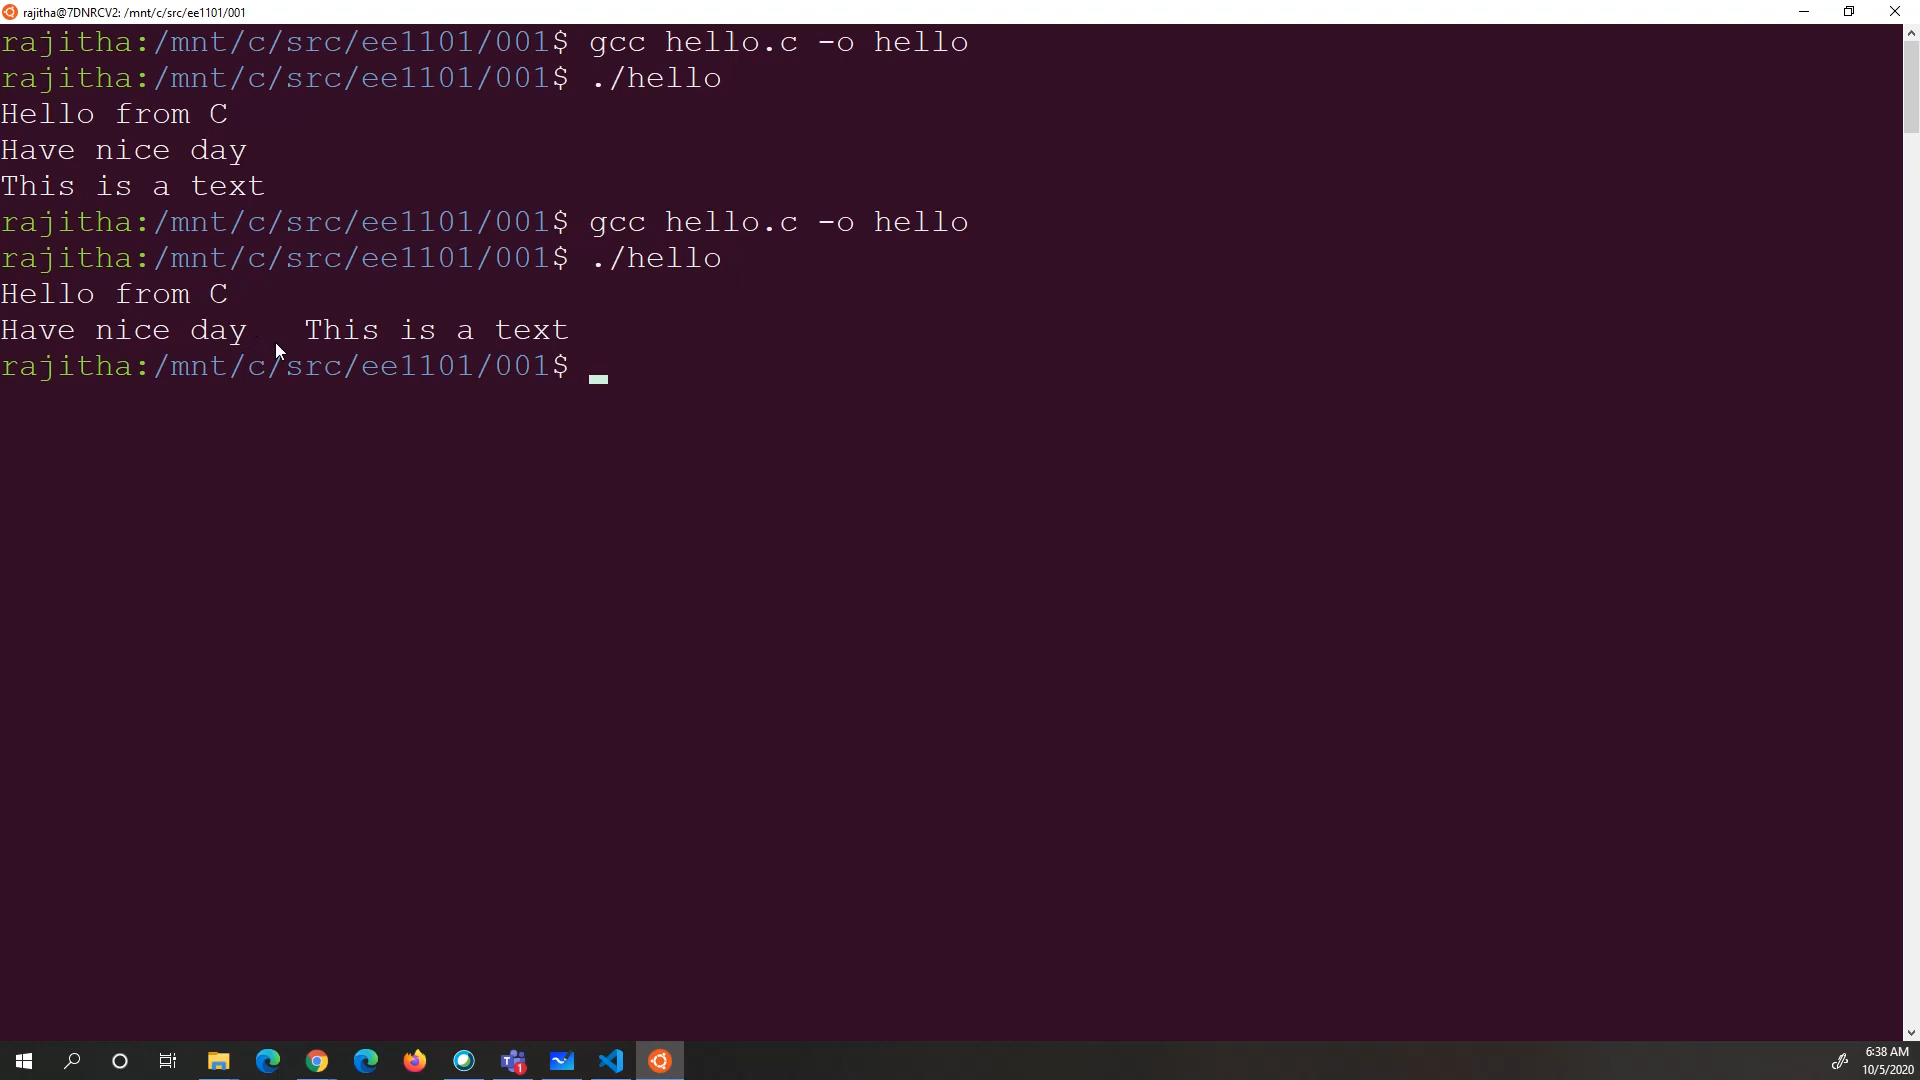 rajitha@7DNRCV2: /mnt/c/src/ee1101/001
rajitha:/mnt/c/src/ee1101/001$ gcc hello.c -o hello
rajitha:/mnt/c/src/ee1101/001$ ./hello
Hello from C
Have nice day
This is a text
rajitha:/mnt/c/src/ee1101/001$ gcc hello.c -o hello
rajitha:/mnt/c/src/ee1101/001$ ./hello
Hello from C
Have nice day   This is a text
rajitha:/mnt/c/src/ee1101/001$
1
6:38 AM
10/5/2020